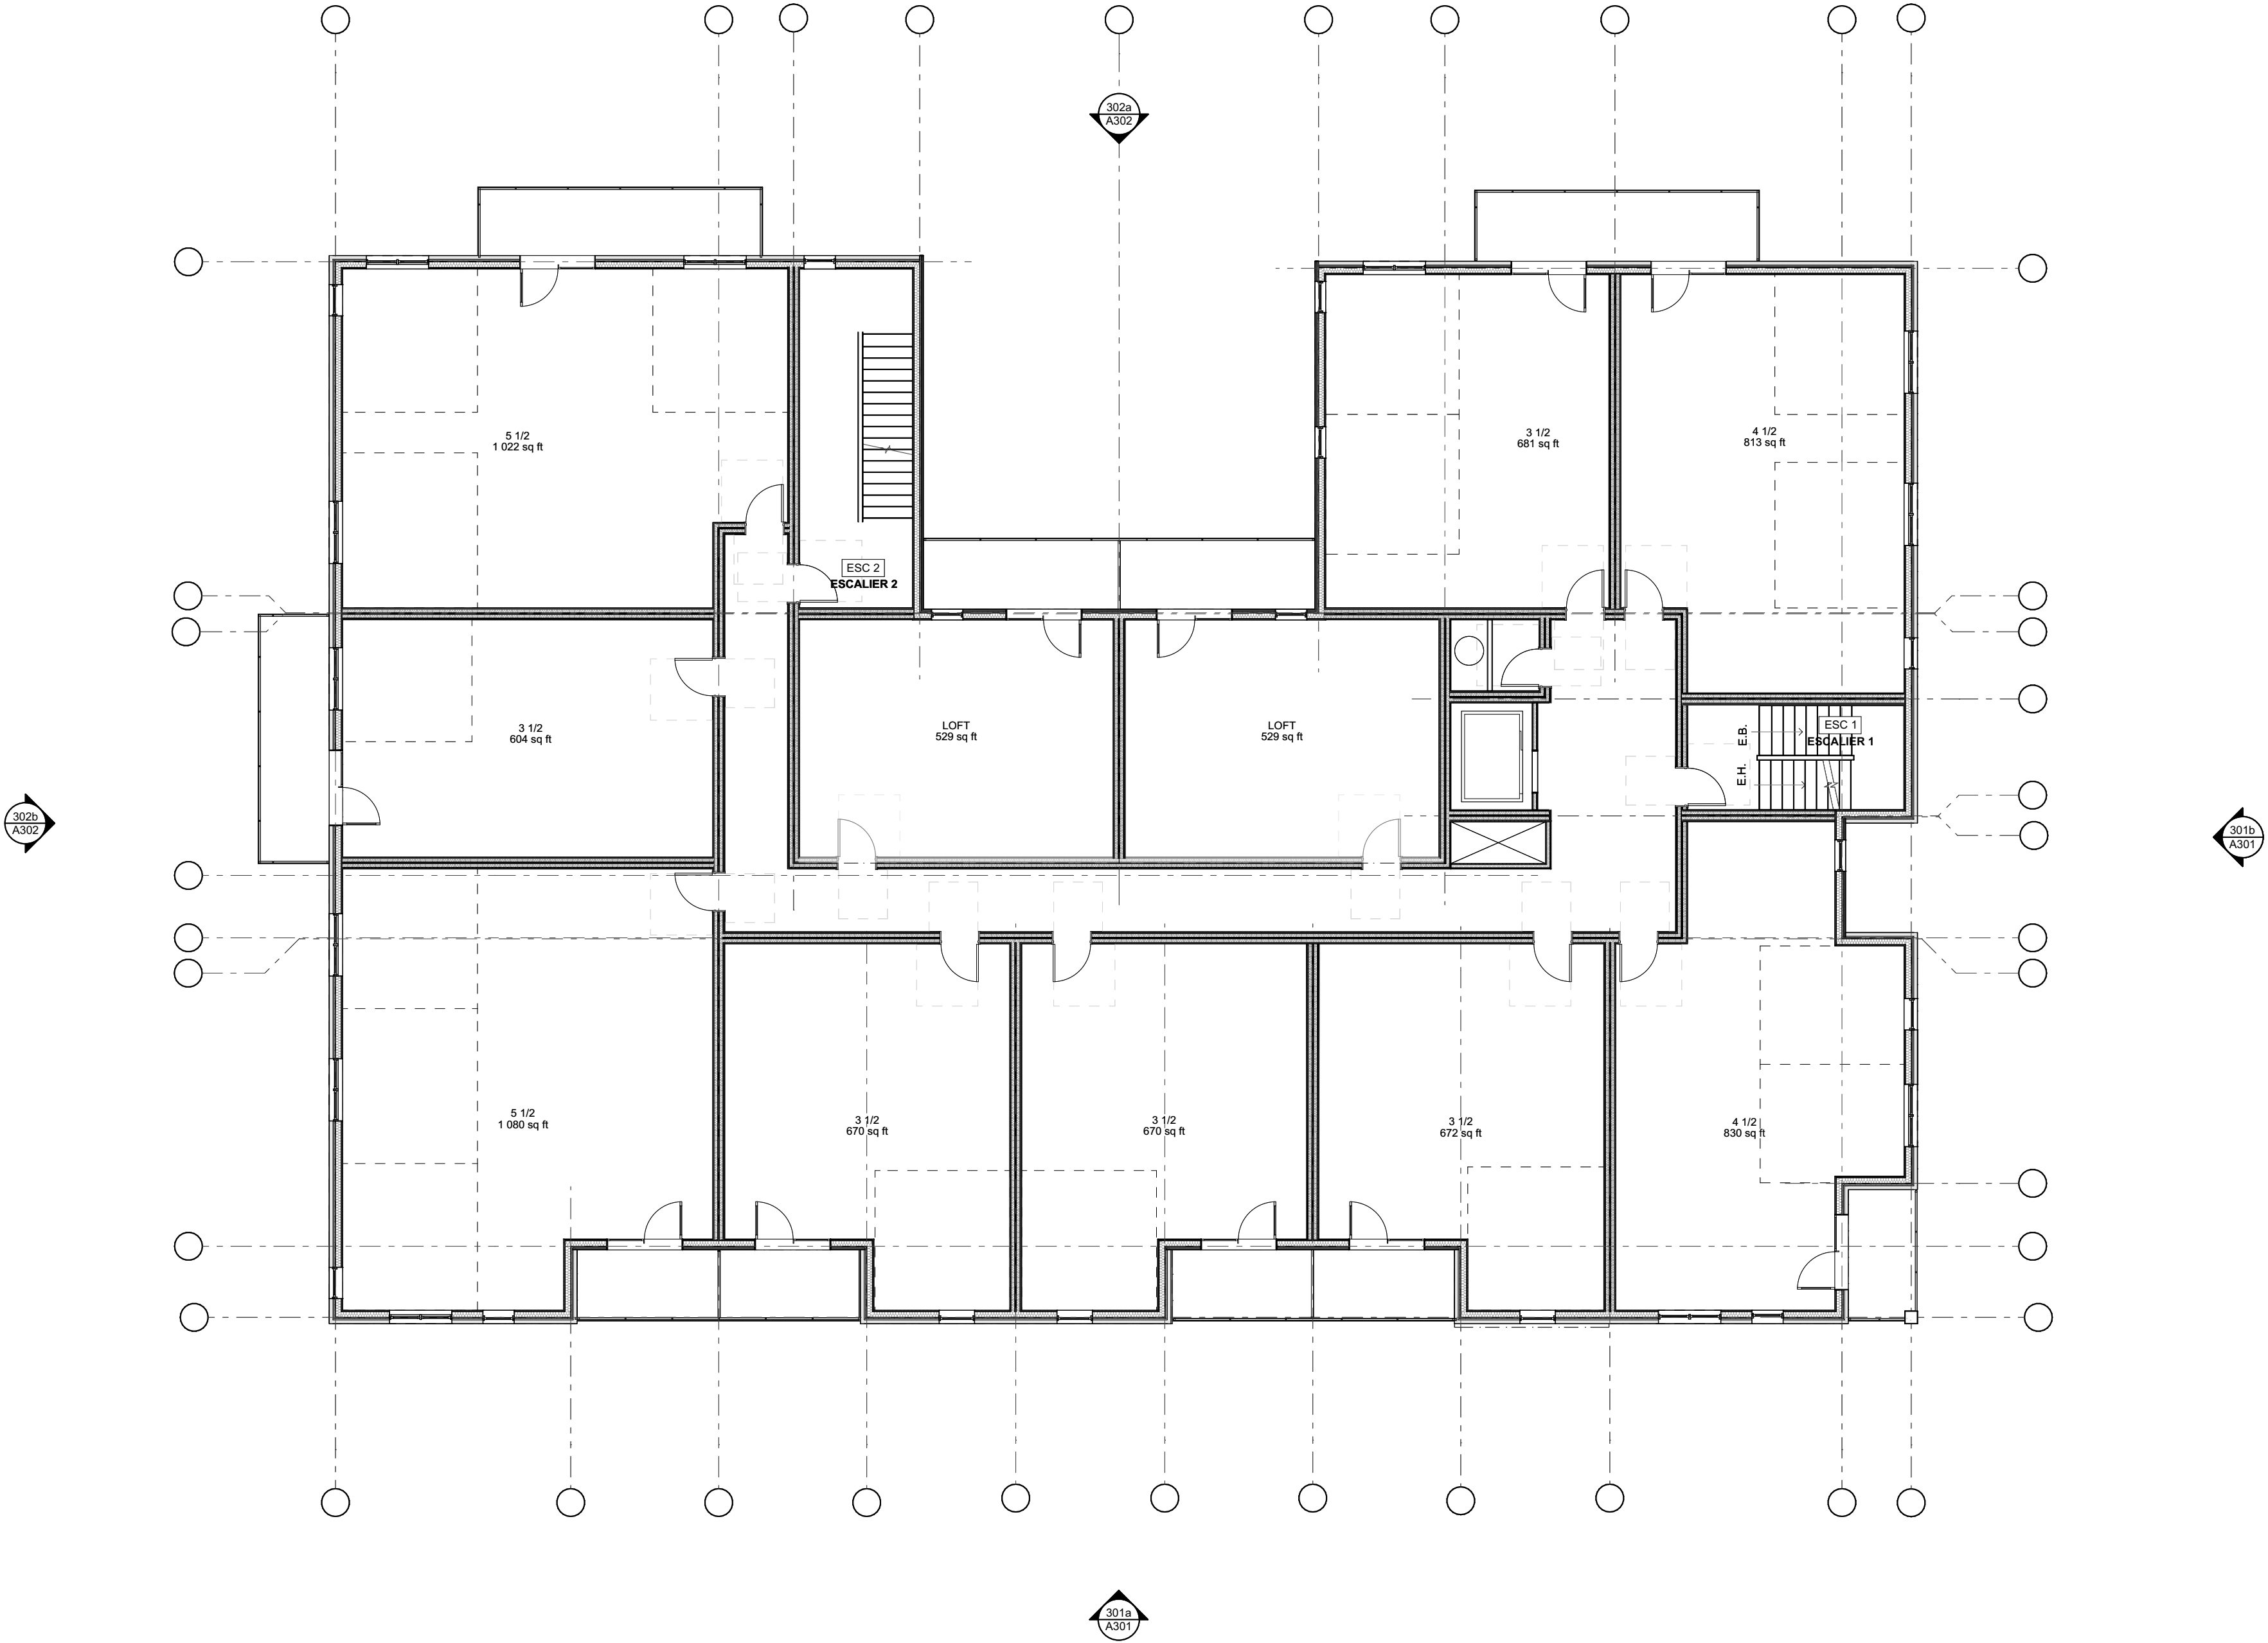 302a
A302
5 1/2
1 022 sq ft
3 1/2
681 sq ft
4 1/2
813 sq ft
ESC 2
ESCALIER 2
3 1/2
604 sq ft
LOFT
529 sq ft
LOFT
529 sq ft
E.B.
E.H.
ESC 1
ESCALIER 1
302b
A302
301b
A301
5 1/2
1 080 sq ft
3 1/2
670 sq ft
3 1/2
670 sq ft
3 1/2
672 sq ft
4 1/2
830 sq ft
301a
A301